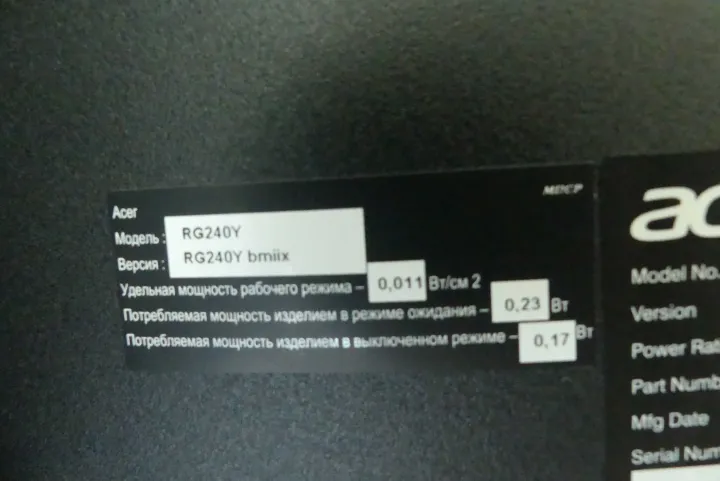 MDCP
Acer
Модель : RG240Y
Версия : RG240Y bmiix
Удельная мощность рабочего режима – 0,011 Вт/см 2
Потребляемая мощность изделием в режиме ожидания – 0,23 Вт
Потребляемая мощность изделием в выключенном режиме – 0,17 Вт
ac
Model No.
Version
Power Rat
Part Numb
Mfg Date
Serial Num